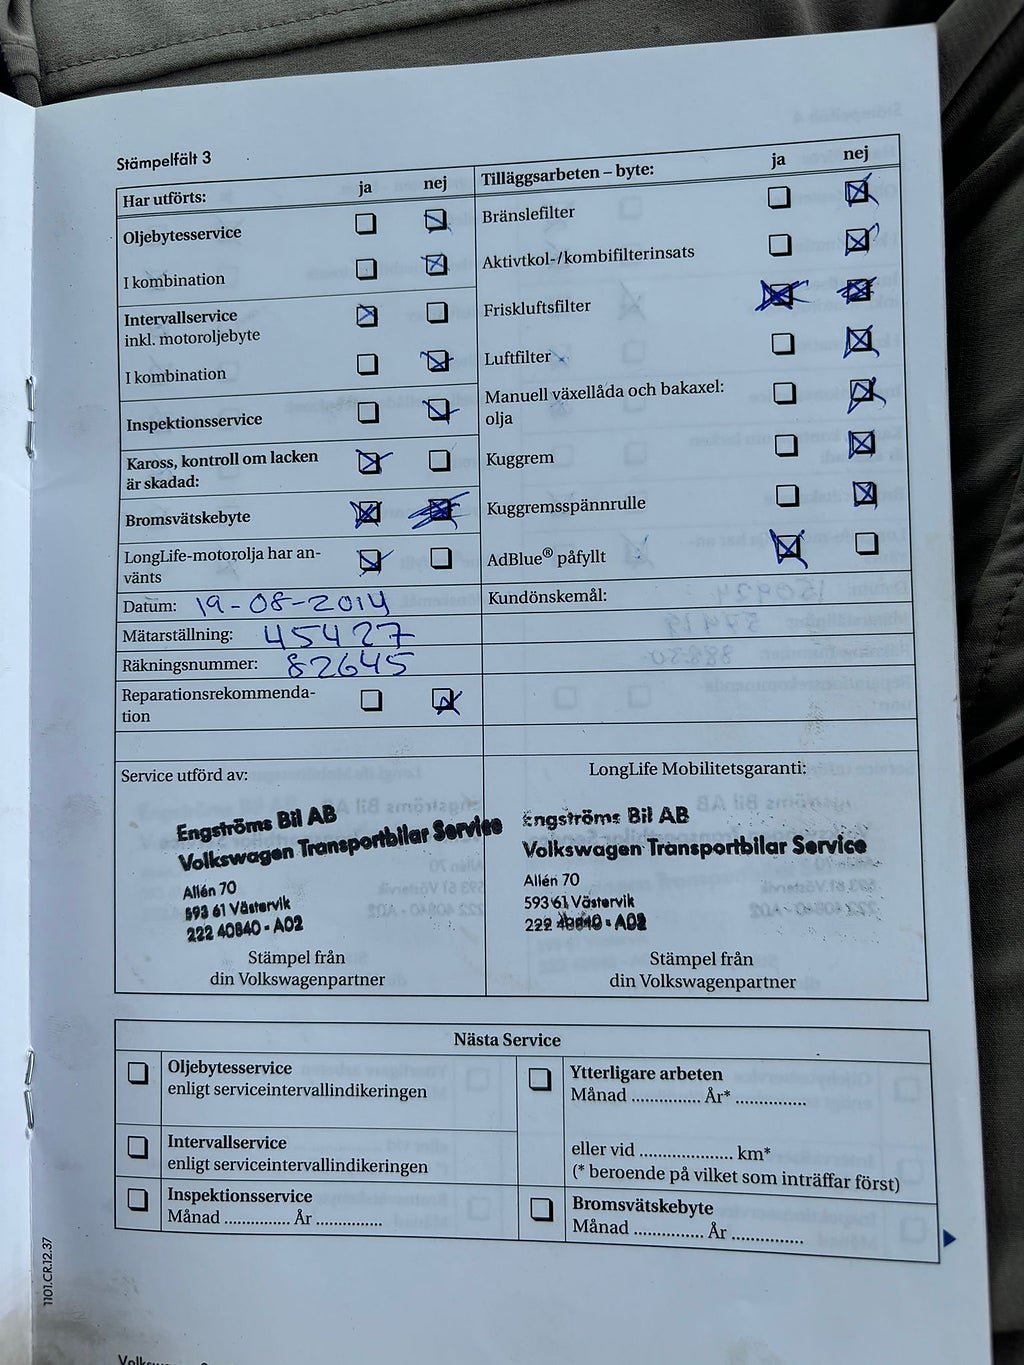 Stämpelfält 3
Har utförts: ja nej
Oljebytesservice
I kombination
Intervallservice
inkl. motoroljebyte
I kombination
Inspektionsservice
Kaross, kontroll om lacken
är skadad:
Bromsvätskebyte
LongLife-motorolja har an-
vänts
Datum: 19-08-2014
Mätarställning: 45427
Räkningsnummer: 82645
Reparationsrekommenda-
tion
Tilläggsarbeten – byte: ja nej
Bränslefilter
Aktivtkol-/kombifilterinsats
Friskluftsfilter
Luftfilter
Manuell växellåda och bakaxel:
olja
Kuggrem
Kuggremsspännrulle
AdBlue® påfyllt
Kundönskemål:
Service utförd av:
Engströms Bil AB
Volkswagen Transportbilar Service
Allén 70
593 61 Västervik
222 40840 - A02
Stämpel från
din Volkswagenpartner
LongLife Mobilitetsgaranti:
Engströms Bil AB
Volkswagen Transportbilar Service
Allén 70
593 61 Västervik
222 40840 - A02
Stämpel från
din Volkswagenpartner
Nästa Service
Oljebytesservice
enligt serviceintervallindikeringen
Intervallservice
enligt serviceintervallindikeringen
Inspektionsservice
Månad .............. År ..............
Ytterligare arbeten
Månad .............. År* ..............
eller vid ................... km*
(* beroende på vilket som inträffar först)
Bromsvätskebyte
Månad .............. År ..............
1101.CR.12.37